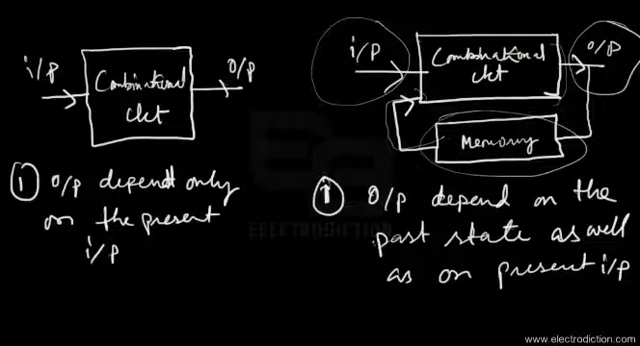 i/P
Combinational
ckt
O/P
① O/P depend only
on the present
i/P
i/P
Combinational
ckt
O/P
Memory
① O/P depend on the
past state as well
as on present i/P
ELECTRODICTION
www.electrodiction.com